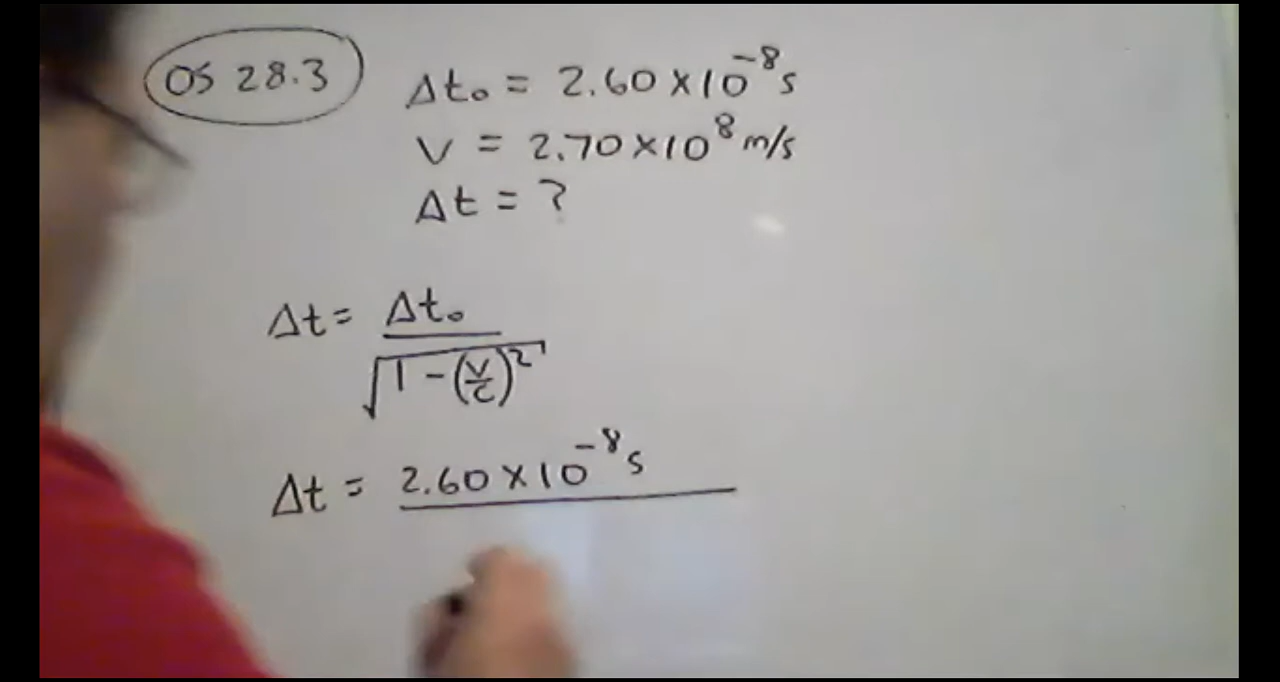 OS 28.3
Δt₀ = 2.60 × 10⁻⁸ s
v = 2.70 × 10⁸ m/s
Δt = ?
Δt = Δt₀ / √(1 - (v/c)²)
Δt = 2.60 × 10⁻⁸ s